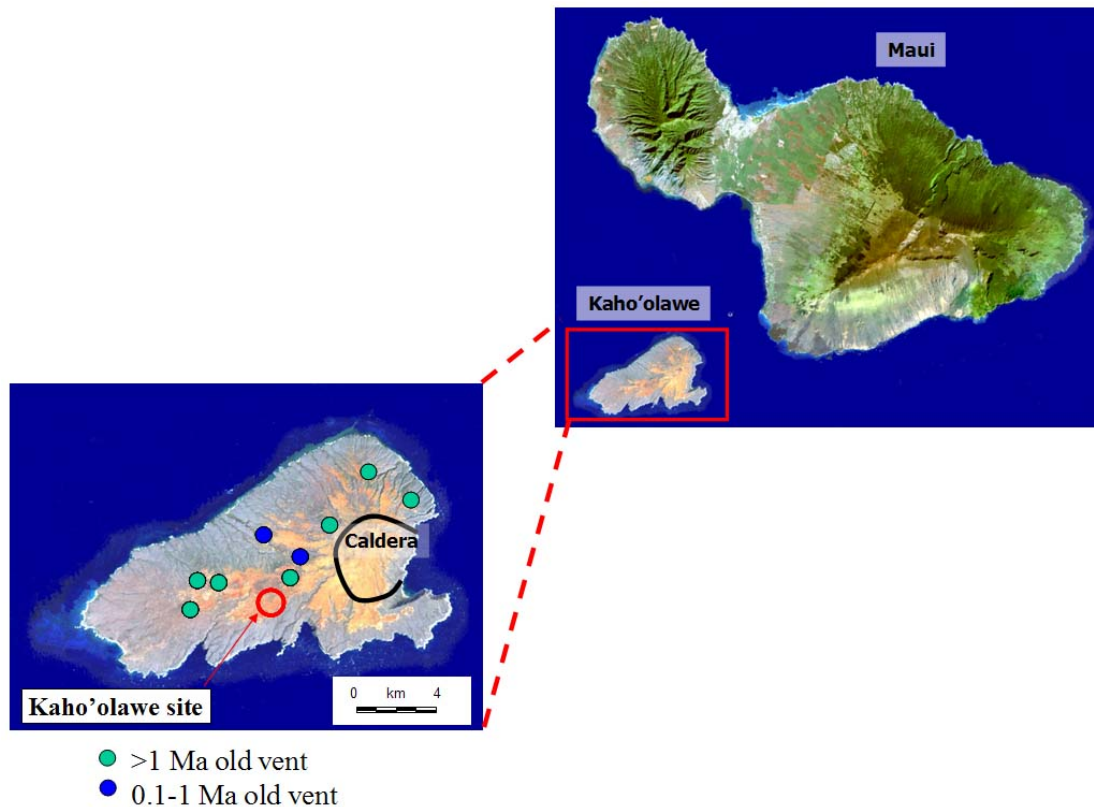 Maui
Kaho'olawe
Caldera
Kaho’olawe site
0 km 4
>1 Ma old vent
0.1-1 Ma old vent